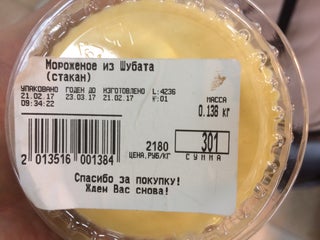 Мороженое из Шубата
(стакан)
УПАКОВАНО ГОДЕН ДО ИЗГОТОВЛЕНО L:4236
21.02.17 23.03.17 21.02.17 У:01
09:34:22
МАССА
0.138 кг
2180 301
ЦЕНА,РУБ/КГ СУММА
2 013516 001384
Спасибо за покупку!
Ждем Вас снова!